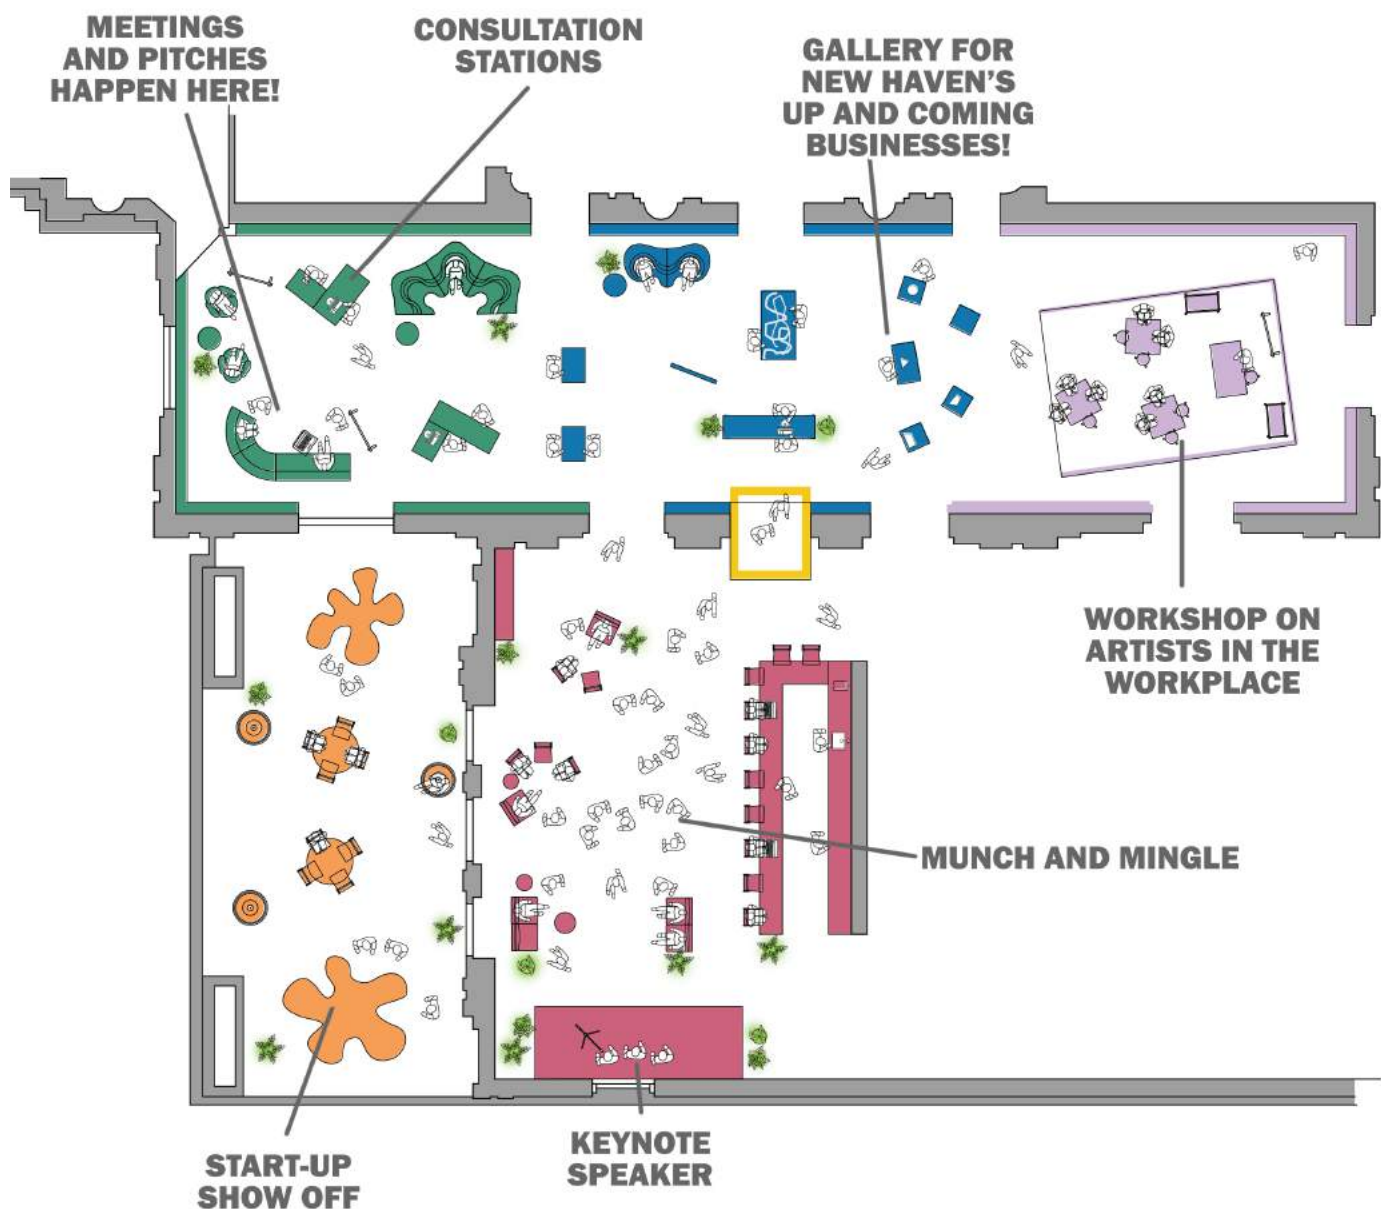 MEETINGS
AND PITCHES
HAPPEN HERE!
CONSULTATION
STATIONS
GALLERY FOR
NEW HAVEN'S
UP AND COMING
BUSINESSES!
WORKSHOP ON
ARTISTS IN THE
WORKPLACE
MUNCH AND MINGLE
START-UP
SHOW OFF
KEYNOTE
SPEAKER